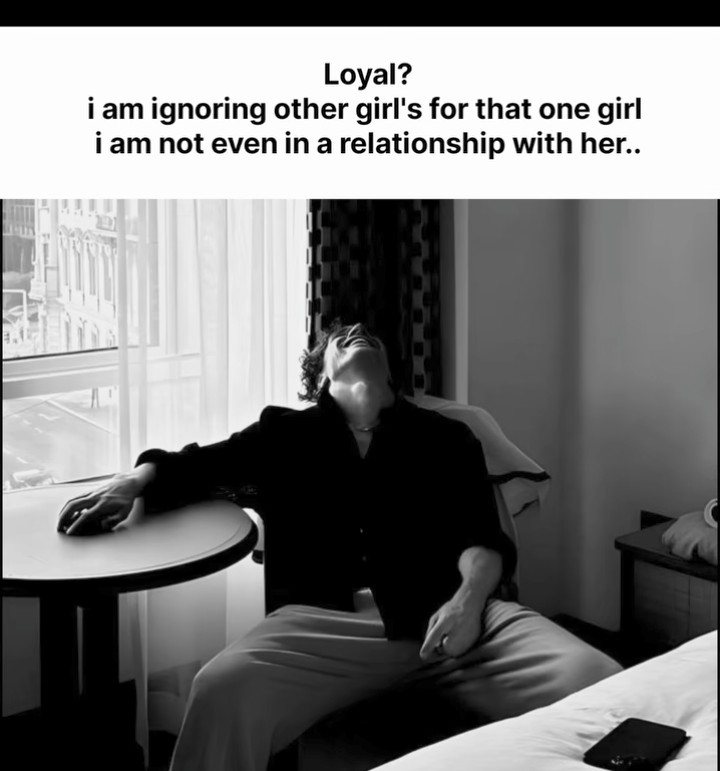 Loyal?
i am ignoring other girl's for that one girl
i am not even in a relationship with her..